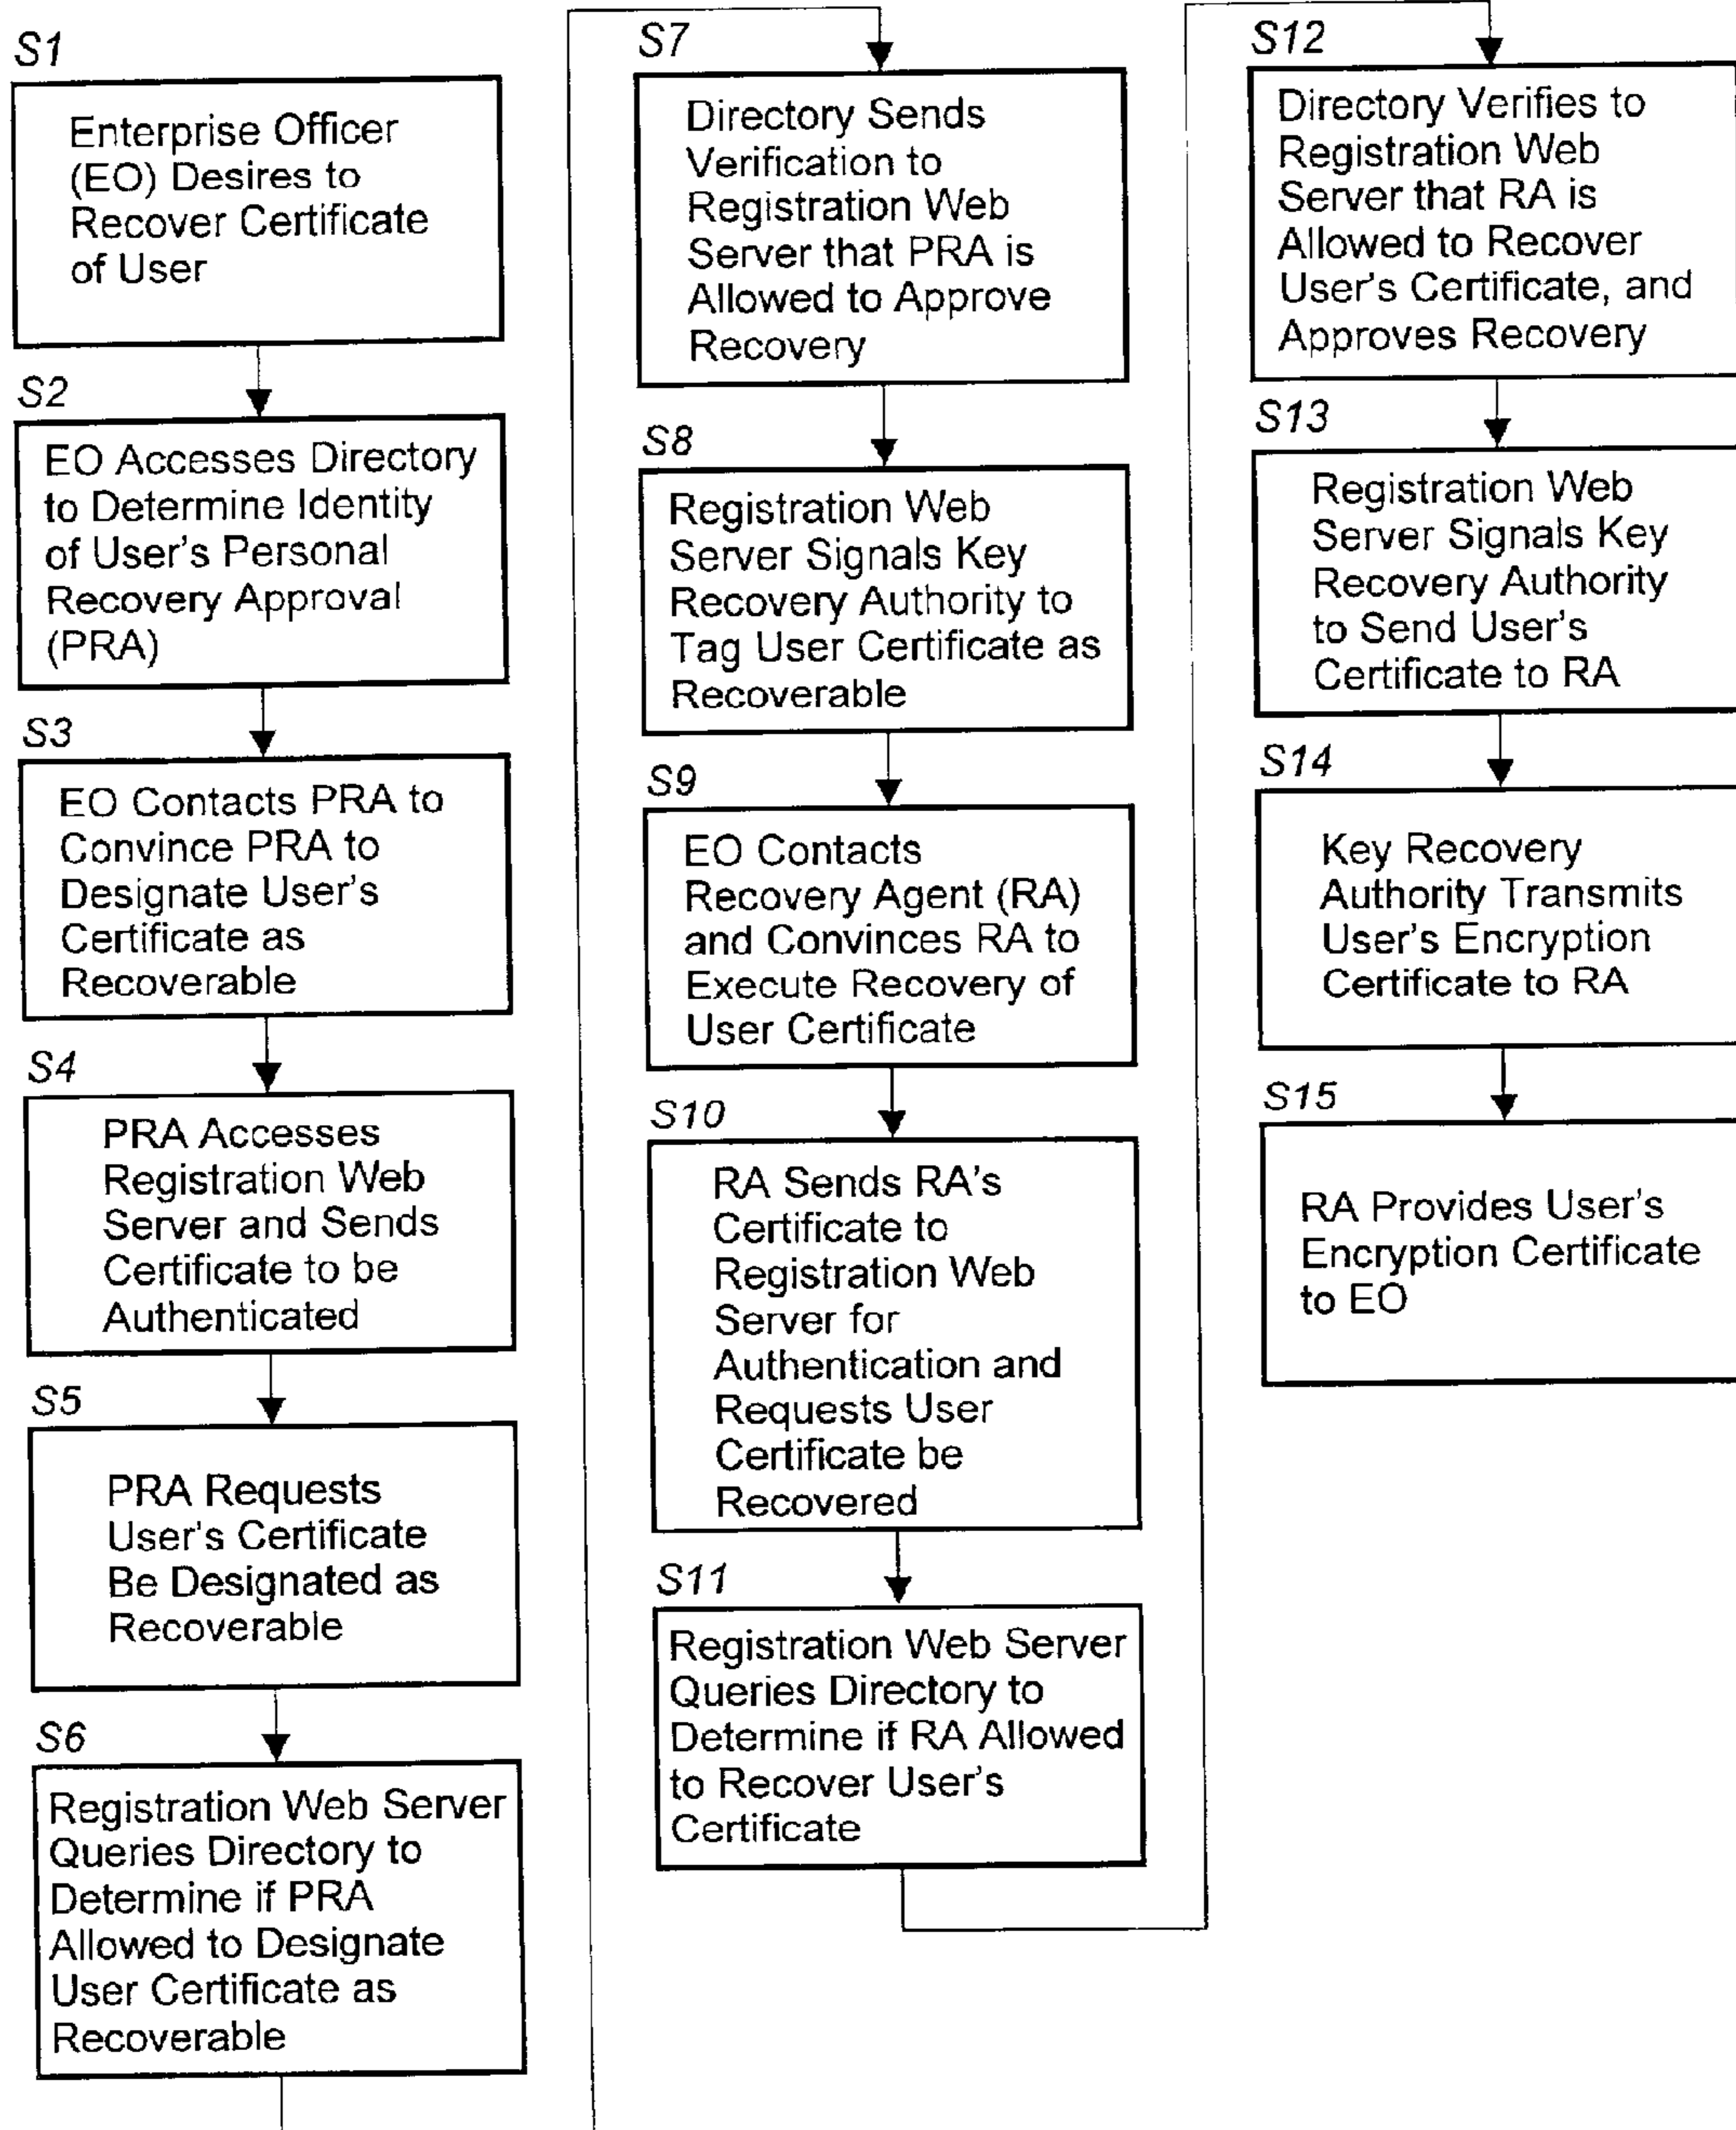 S1
Enterprise Officer
(EO) Desires to
Recover Certificate
of User
S2
EO Accesses Directory
to Determine Identity
of User's Personal
Recovery Approval
(PRA)
S3
EO Contacts PRA to
Convince PRA to
Designate User's
Certificate as
Recoverable
S4
PRA Accesses
Registration Web
Server and Sends
Certificate to be
Authenticated
S5
PRA Requests
User's Certificate
Be Designated as
Recoverable
S6
Registration Web Server
Queries Directory to
Determine if PRA
Allowed to Designate
User Certificate as
Recoverable
S7
Directory Sends
Verification to
Registration Web
Server that PRA is
Allowed to Approve
Recovery
S8
Registration Web
Server Signals Key
Recovery Authority to
Tag User Certificate as
Recoverable
S9
EO Contacts
Recovery Agent (RA)
and Convinces RA to
Execute Recovery of
User Certificate
S10
RA Sends RA's
Certificate to
Registration Web
Server for
Authentication and
Requests User
Certificate be
Recovered
S11
Registration Web Server
Queries Directory to
Determine if RA Allowed
to Recover User's
Certificate
S12
Directory Verifies to
Registration Web
Server that RA is
Allowed to Recover
User's Certificate, and
Approves Recovery
S13
Registration Web
Server Signals Key
Recovery Authority
to Send User's
Certificate to RA
S14
Key Recovery
Authority Transmits
User's Encryption
Certificate to RA
S15
RA Provides User's
Encryption Certificate
to EO